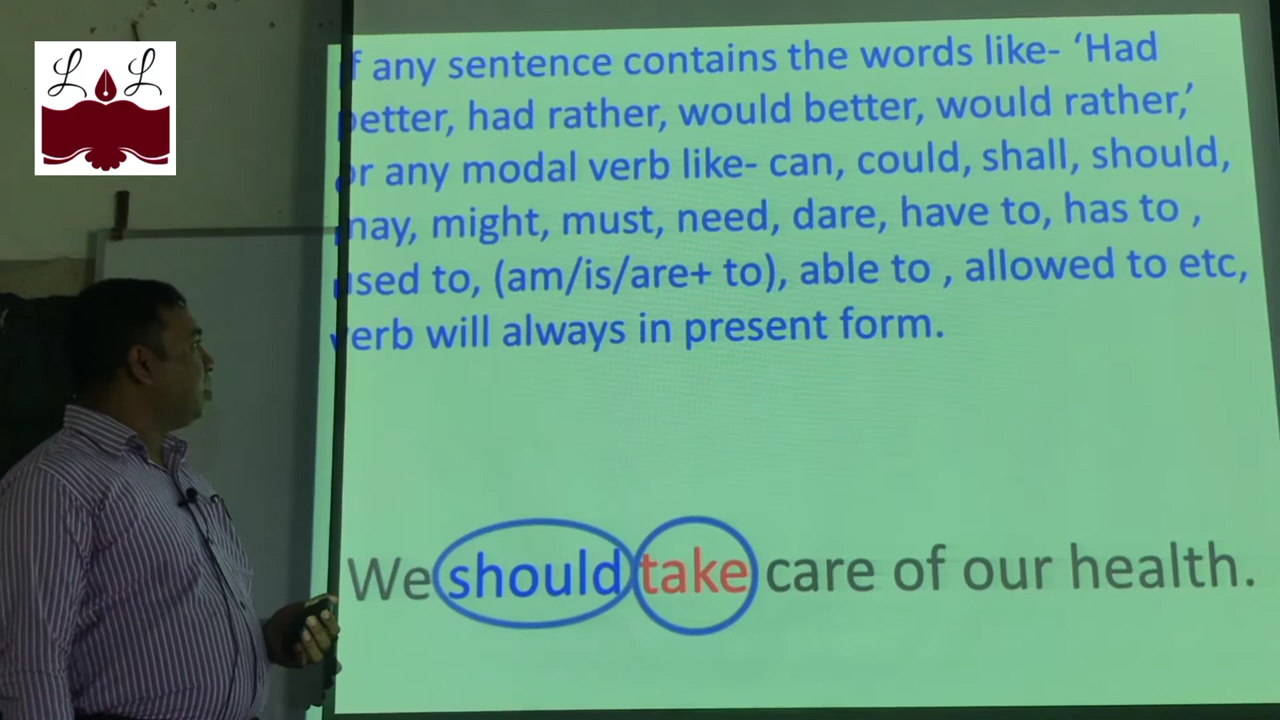 L L
If any sentence contains the words like- ‘Had
better, had rather, would better, would rather,’
or any modal verb like- can, could, shall, should,
may, might, must, need, dare, have to, has to ,
used to, (am/is/are+ to), able to , allowed to etc,
verb will always in present form.
We should take care of our health.